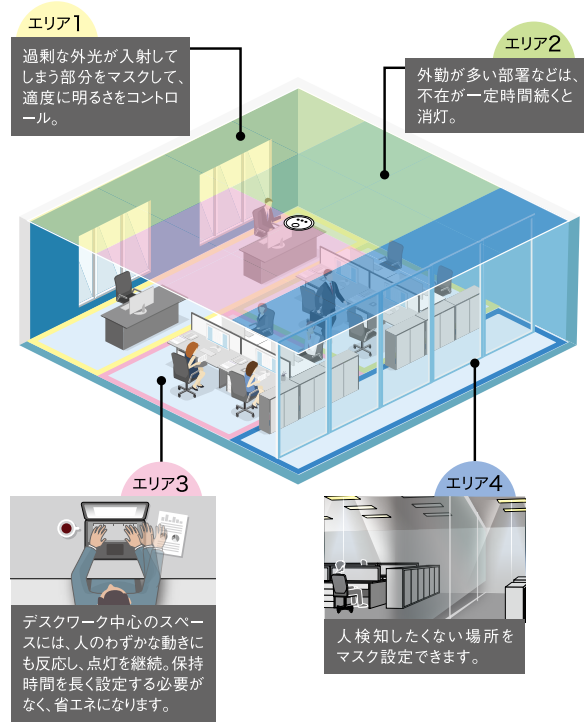 エリア1
過剰な外光が入射して
しまう部分をマスクして、
適度に明るさをコントロ
ール。
エリア2
外勤が多い部署などは、
不在が一定時間続くと
消灯。
エリア3
デスクワーク中心のスペー
スには、人のわずかな動きに
も反応し、点灯を継続。保持
時間を長く設定する必要が
なく、省エネになります。
エリア4
人検知したくない場所を
マスク設定できます。